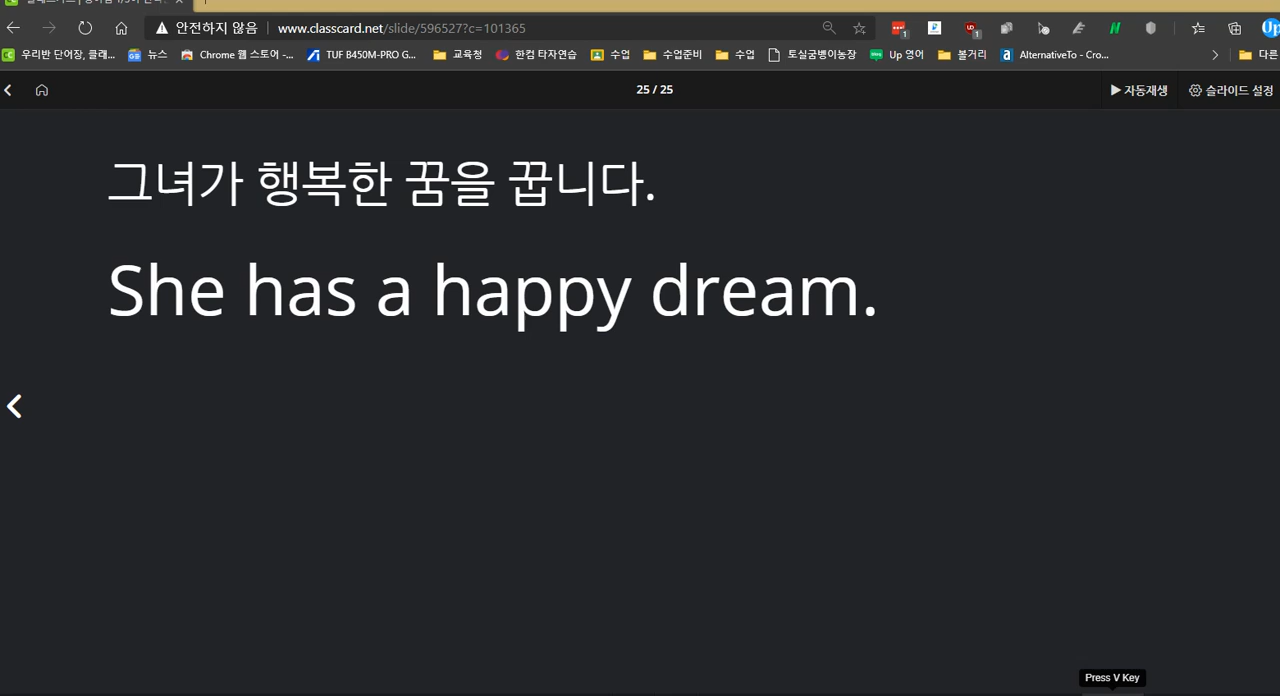 안전하지 않음 www.classcard.net/slide/596527?c=101365
우리반 단어장, 클래... 뉴스 Chrome 웹 스토어 -... TUF B450M-PRO G... 교육청 한컴 타자연습 수업 수업준비 수업 토실굼벵이농장 Up 영어 볼거리 AlternativeTo - Cro... 다른
25 / 25 자동재생 슬라이드 설정
그녀가 행복한 꿈을 꿉니다.
She has a happy dream.
Press V Key